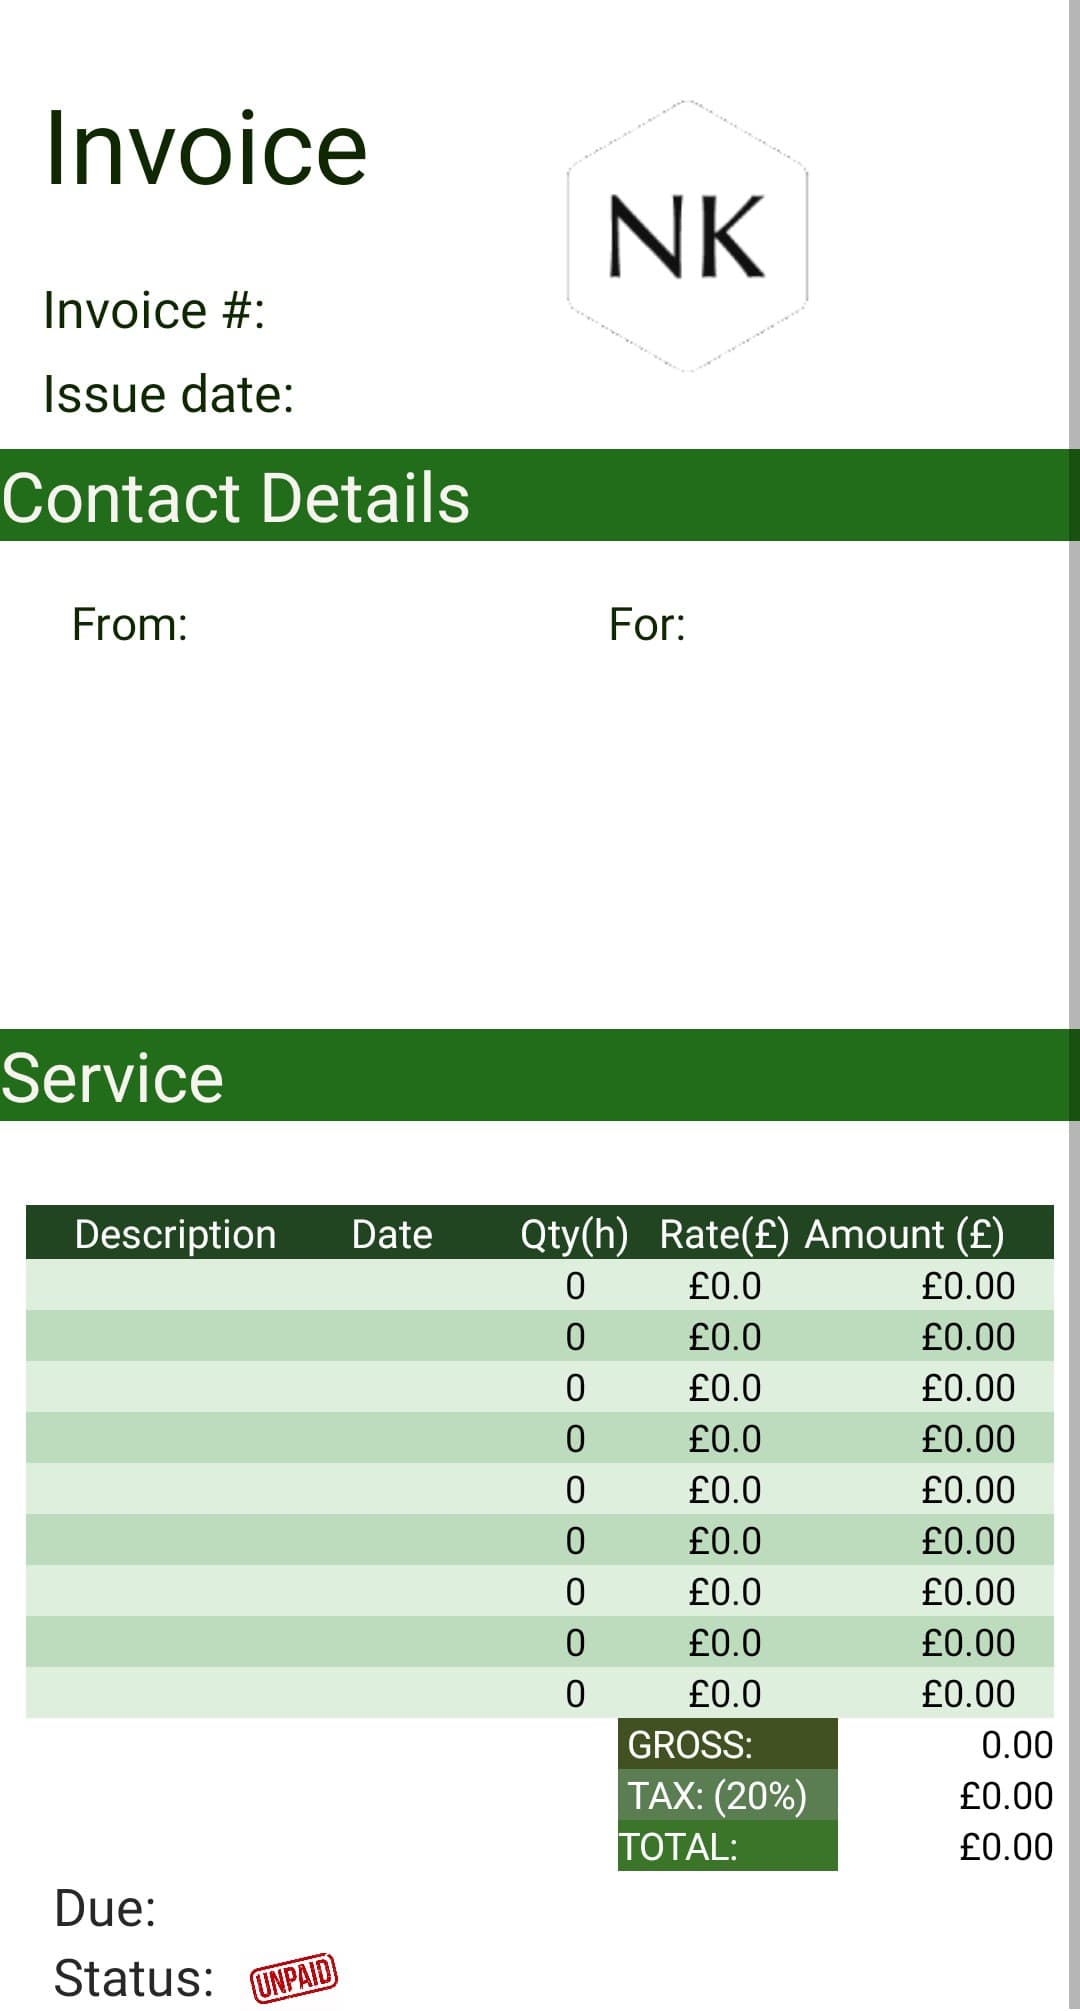 Invoice
NK
Invoice #:
Issue date:
Contact Details
From: For:
Service
Description Date Qty(h) Rate(£) Amount (£)
0 £0.0 £0.00
0 £0.0 £0.00
0 £0.0 £0.00
0 £0.0 £0.00
0 £0.0 £0.00
0 £0.0 £0.00
0 £0.0 £0.00
0 £0.0 £0.00
0 £0.0 £0.00
GROSS: 0.00
TAX: (20%) £0.00
TOTAL: £0.00
Due:
Status: UNPAID